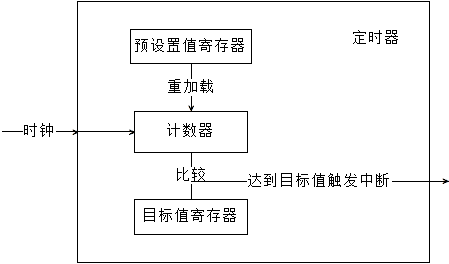 定时器
预设置值寄存器
重加载
时钟
计数器
比较
达到目标值触发中断
目标值寄存器